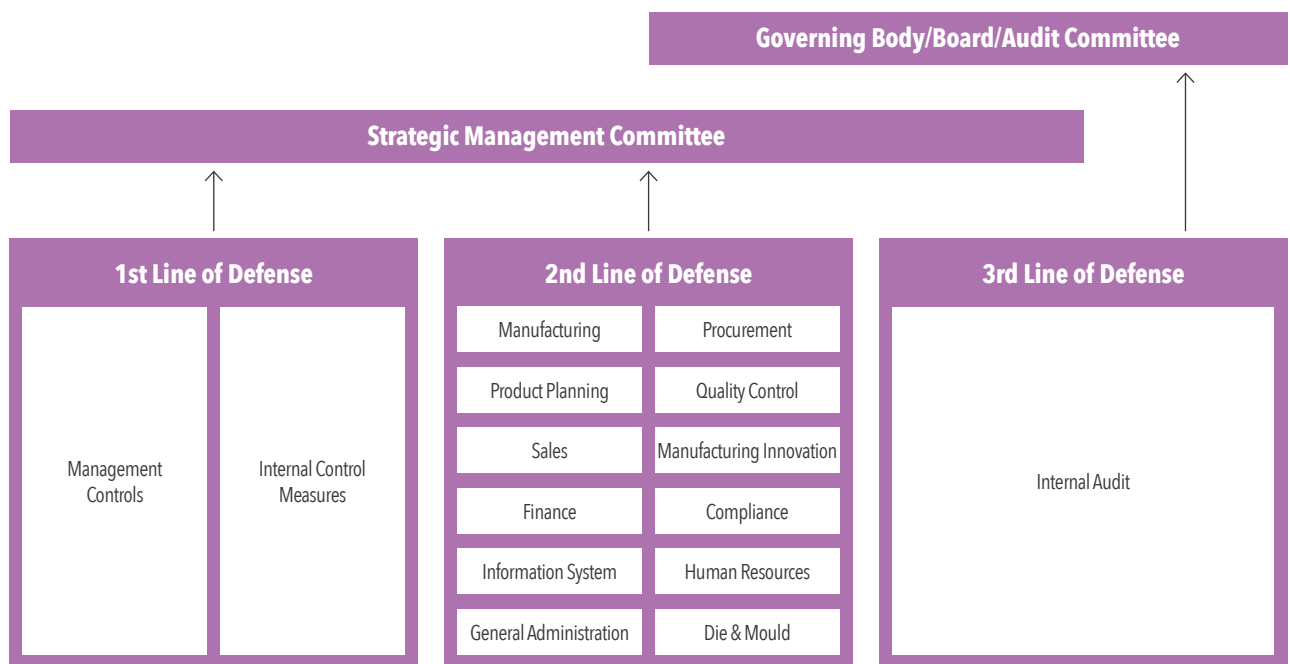 Governing Body/Board/Audit Committee
Strategic Management Committee
1st Line of Defense
Management
Controls
Internal Control
Measures
2nd Line of Defense
Manufacturing
Procurement
Product Planning
Quality Control
Sales
Manufacturing Innovation
Finance
Compliance
Information System
Human Resources
General Administration
Die & Mould
3rd Line of Defense
Internal Audit